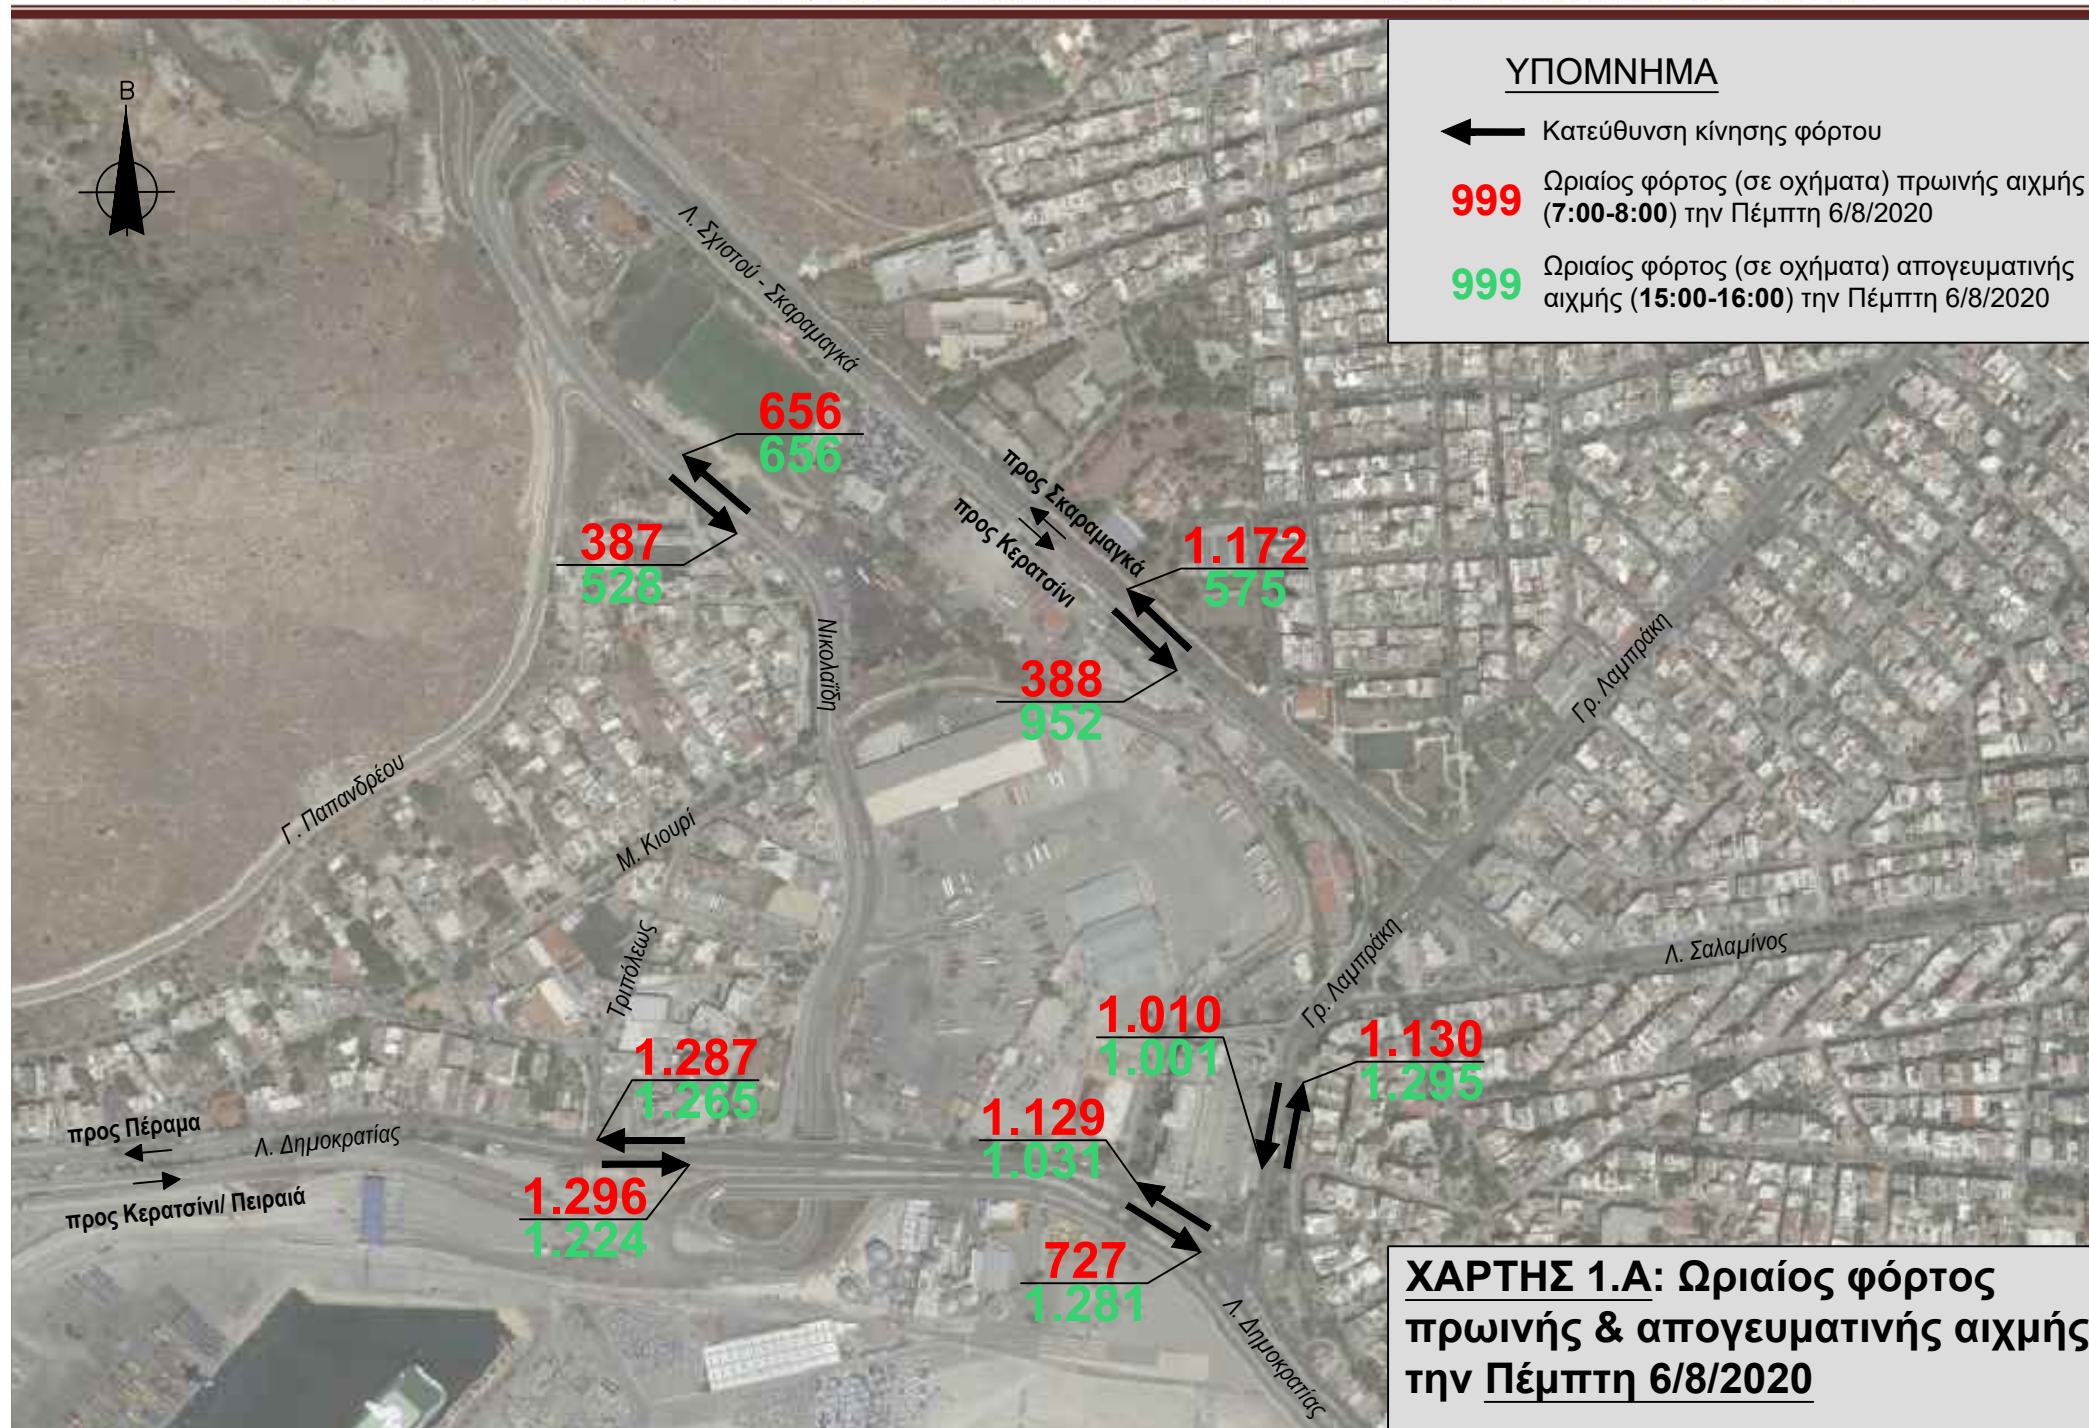 Β
ΥΠΟΜΝΗΜΑ
Κατεύθυνση κίνησης φόρτου
999
Ωριαίος φόρτος (σε οχήματα) πρωινής αιχμής
(7:00-8:00) την Πέμπτη 6/8/2020
999
Ωριαίος φόρτος (σε οχήματα) απογευματινής
αιχμής (15:00-16:00) την Πέμπτη 6/8/2020
Λ. Σχιστού - Σκαραμαγκά
656
656
387
528
προς Σκαραμαγκά
προς Κερατσίνι
1.172
575
388
952
Νικολαΐδη
Γρ. Λαμπράκη
Γ. Παπανδρέου
Μ. Κιουρί
Τριπόλεως
Γρ. Λαμπράκη
Λ. Σαλαμίνος
1.010
1.001
1.130
1.295
1.287
1.265
1.129
1.031
προς Πέραμα
Λ. Δημοκρατίας
προς Κερατσίνι/ Πειραιά
1.296
1.224
727
1.281
Λ. Δημοκρατίας
ΧΑΡΤΗΣ 1.Α: Ωριαίος φόρτος
πρωινής & απογευματινής αιχμής
την Πέμπτη 6/8/2020